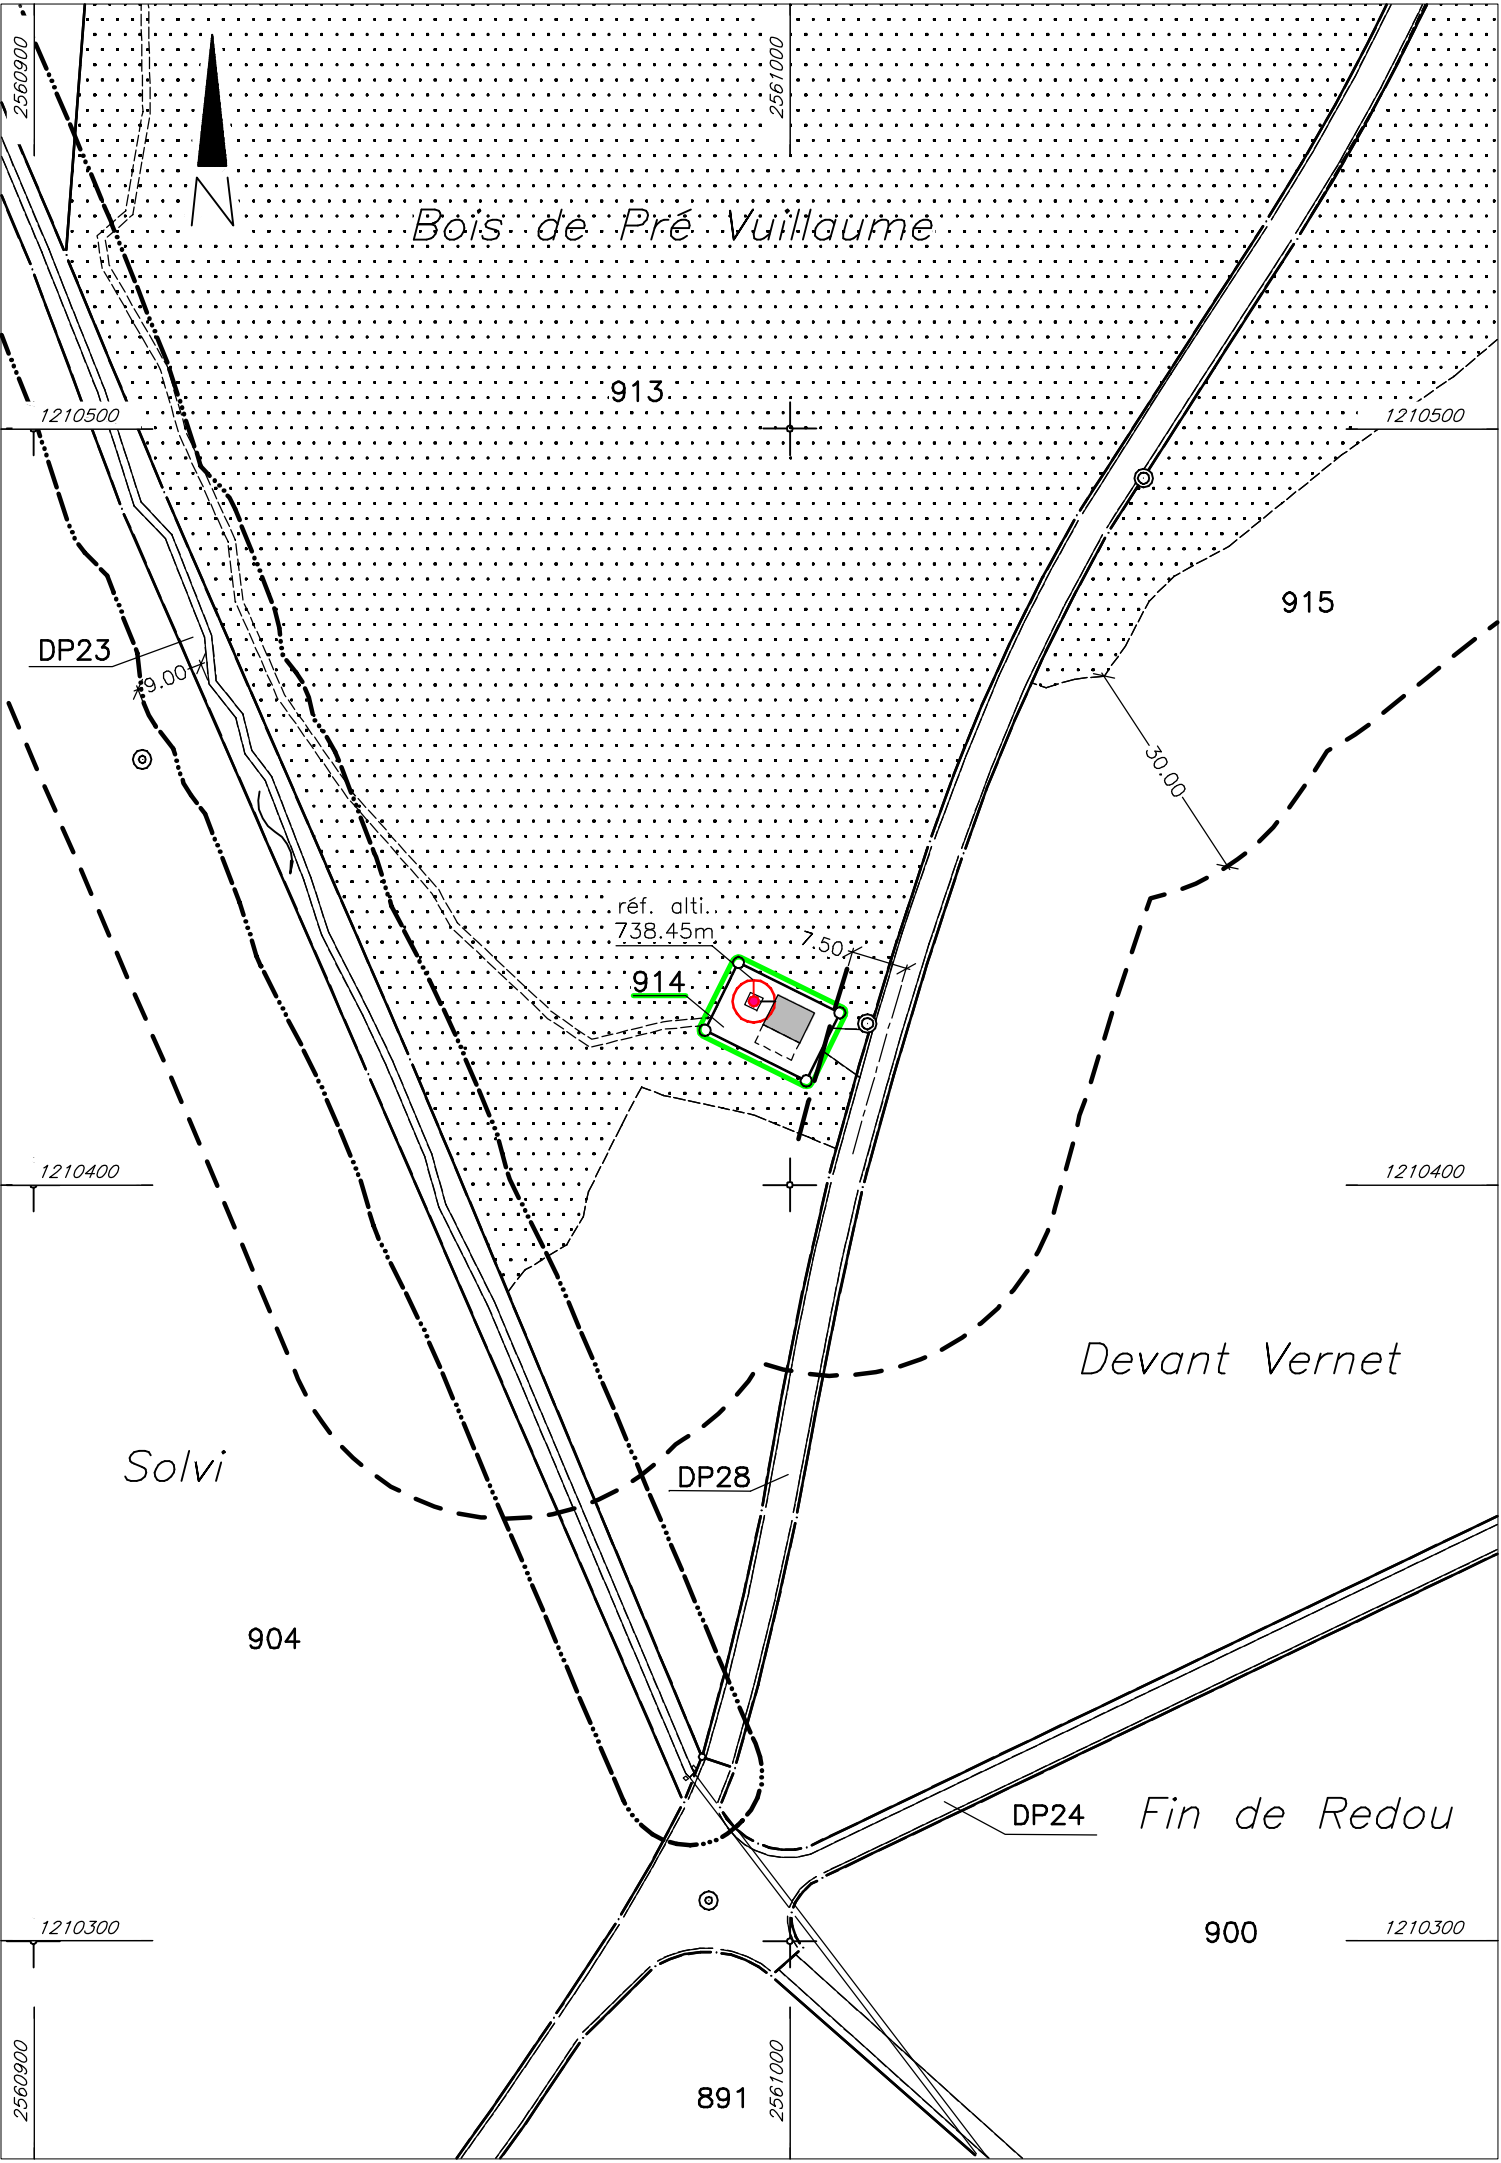 2560900
2561000
N
Bois de Pré Vuillaume
913
1210500
1210500
915
DP23
9.00
30.00
réf. alti.
738.45m
7.50
914
1210400
1210400
Devant Vernet
Solvi
DP28
904
DP24
Fin de Redou
1210300
900
1210300
2560900
891
2561000